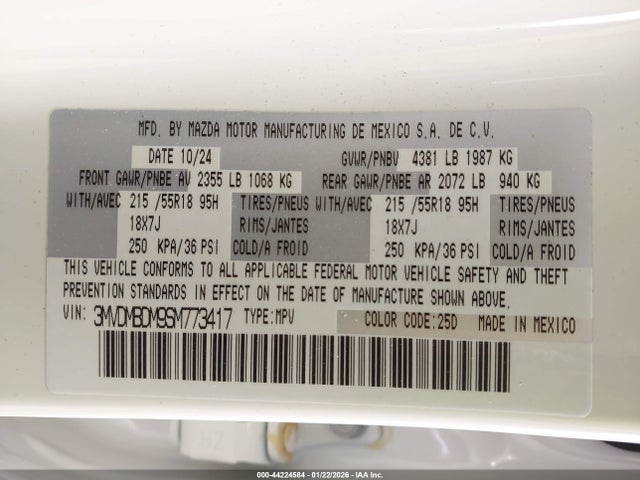 MFD. BY MAZDA MOTOR MANUFACTURING DE MEXICO S.A. DE C.V.
DATE 10/24 GVWR/PNBV 4381 LB 1987 KG
FRONT GAWR/PNBE AV 2355 LB 1068 KG REAR GAWR/PNBE AR 2072 LB 940 KG
WITH/AVEC 215 /55R18 95H TIRES/PNEUS WITH/AVEC 215 /55R18 95H TIRES/PNEUS
18X7J RIMS/JANTES 18X7J RIMS/JANTES
250 KPA/36 PSI COLD/A FROID 250 KPA/36 PSI COLD/A FROID
THIS VEHICLE CONFORMS TO ALL APPLICABLE FEDERAL MOTOR VEHICLE SAFETY AND THEFT
PREVENTION STANDARDS IN EFFECT ON THE DATE OF MANUFACTURE SHOWN ABOVE.
VIN: 3MVDMBDM9SM773417 TYPE:MPV COLOR CODE:25D MADE IN MEXICO
000-44224584 - 01/22/2026 - IAA Inc.